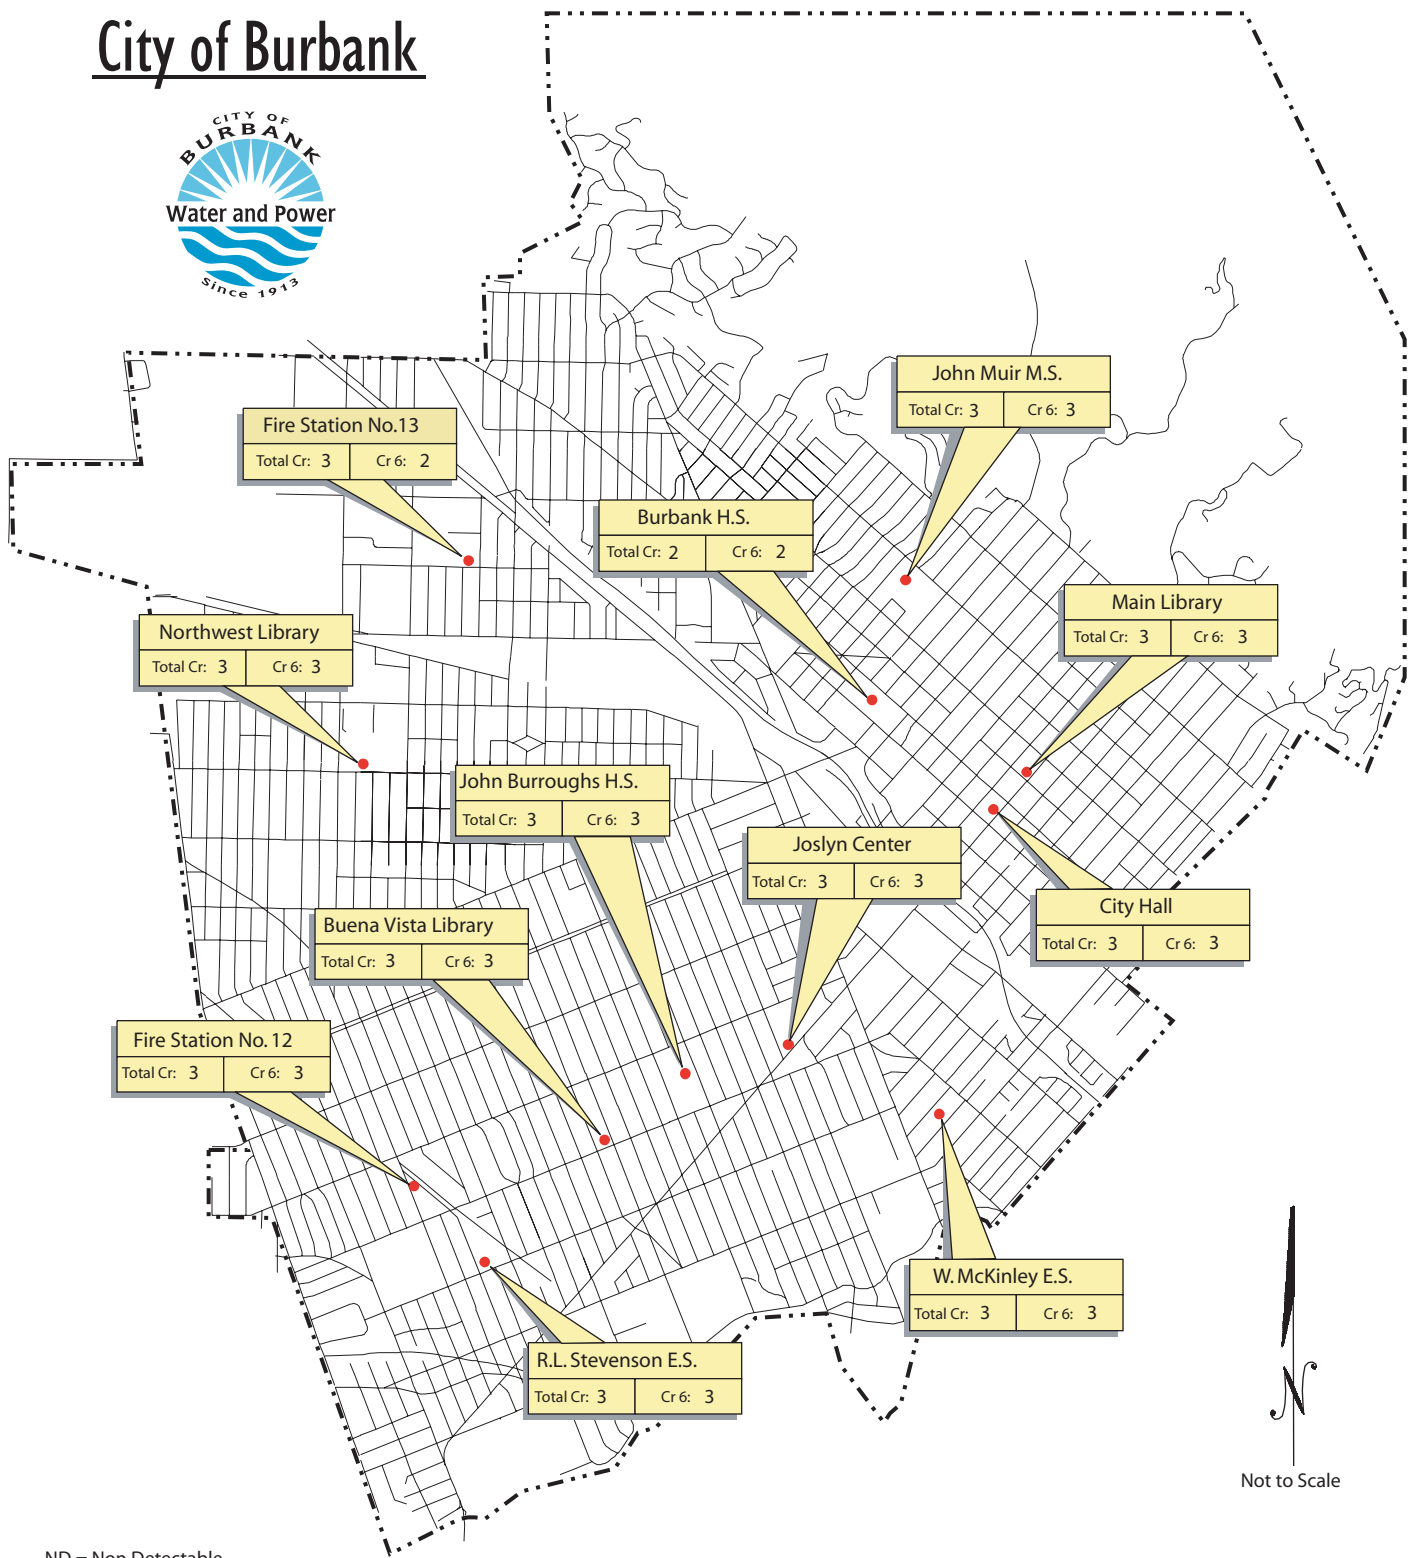 City of Burbank
CITY OF
BURBANK
Water and Power
Since 1913
John Muir M.S.
Total Cr: 3 Cr 6: 3
Fire Station No.13
Total Cr: 3 Cr 6: 2
Burbank H.S.
Total Cr: 2 Cr 6: 2
Main Library
Total Cr: 3 Cr 6: 3
Northwest Library
Total Cr: 3 Cr 6: 3
John Burroughs H.S.
Total Cr: 3 Cr 6: 3
Joslyn Center
Total Cr: 3 Cr 6: 3
City Hall
Total Cr: 3 Cr 6: 3
Buena Vista Library
Total Cr: 3 Cr 6: 3
Fire Station No. 12
Total Cr: 3 Cr 6: 3
W. McKinley E.S.
Total Cr: 3 Cr 6: 3
R.L. Stevenson E.S.
Total Cr: 3 Cr 6: 3
N
Not to Scale
ND = Non Detectable